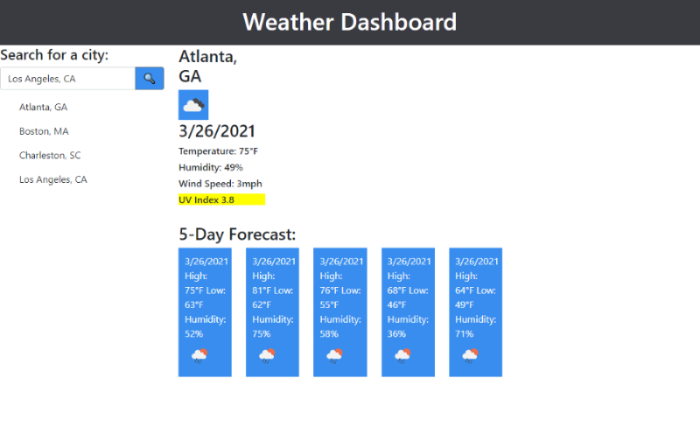 Weather Dashboard
Search for a city:
Los Angeles, CA
Atlanta, GA
Boston, MA
Charleston, SC
Los Angeles, CA
Atlanta,
GA
3/26/2021
Temperature: 75°F
Humidity: 49%
Wind Speed: 3mph
UV Index 3.8
5-Day Forecast:
3/26/2021
High:
75°F Low:
63°F
Humidity:
52%
3/26/2021
High:
81°F Low:
62°F
Humidity:
75%
3/26/2021
High:
76°F Low:
55°F
Humidity:
58%
3/26/2021
High:
68°F Low:
46°F
Humidity:
36%
3/26/2021
High:
64°F Low:
49°F
Humidity:
71%